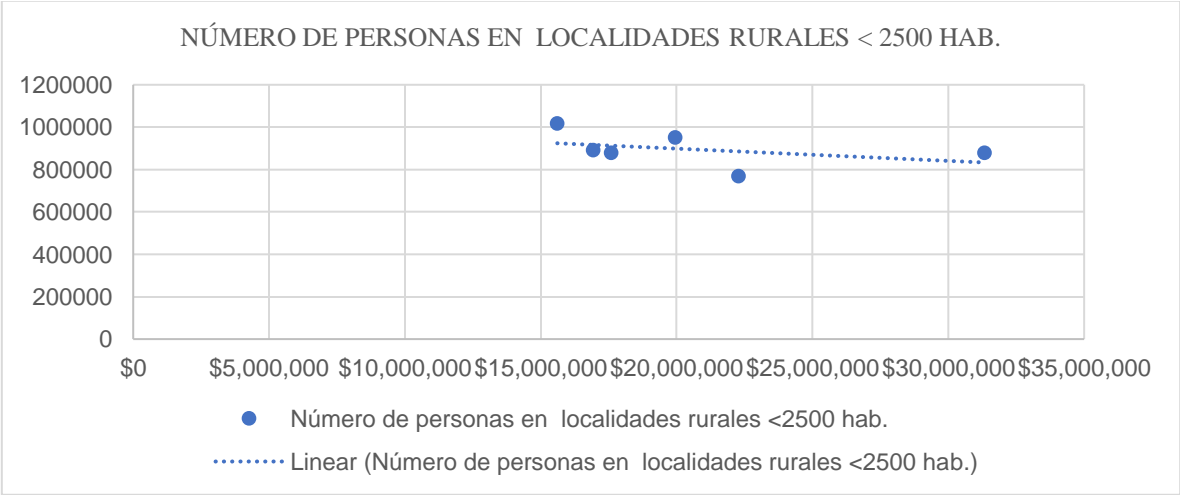 NÚMERO DE PERSONAS EN  LOCALIDADES RURALES < 2500 HAB.
1200000
1000000
800000
600000
400000
200000
0
$0 $5,000,000 $10,000,000 $15,000,000 $20,000,000 $25,000,000 $30,000,000 $35,000,000
Número de personas en  localidades rurales <2500 hab.
Linear (Número de personas en  localidades rurales <2500 hab.)